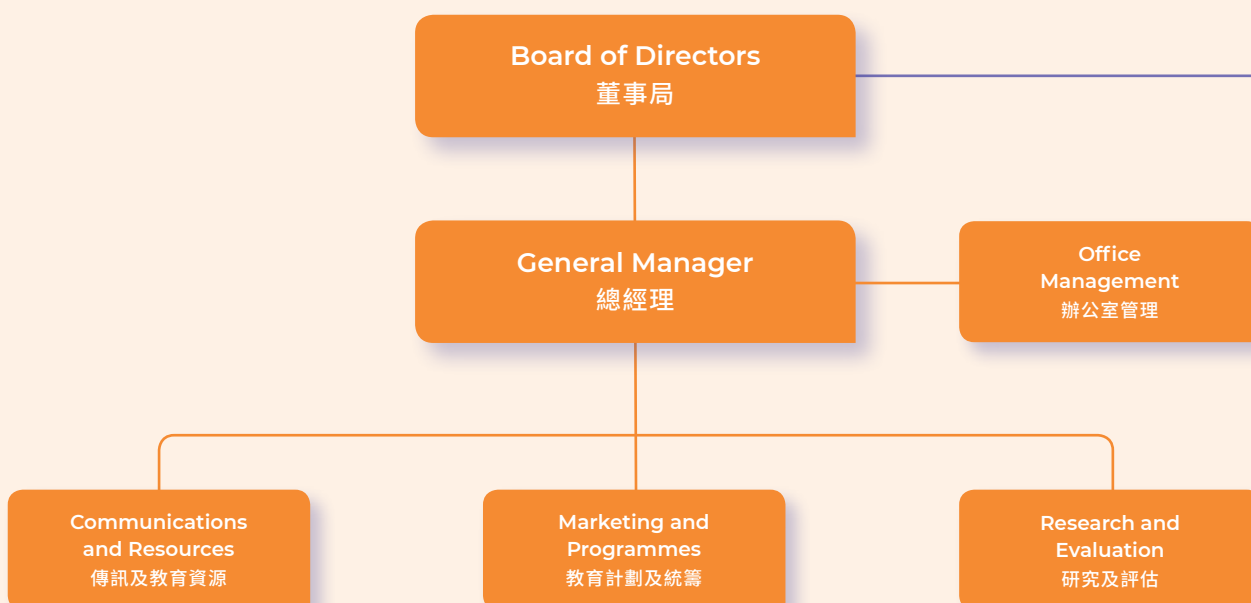 Board of Directors
董事局
General Manager
總經理
Office
Management
辦公室管理
Communications
and Resources
傳訊及教育資源
Marketing and
Programmes
教育計劃及統籌
Research and
Evaluation
研究及評估